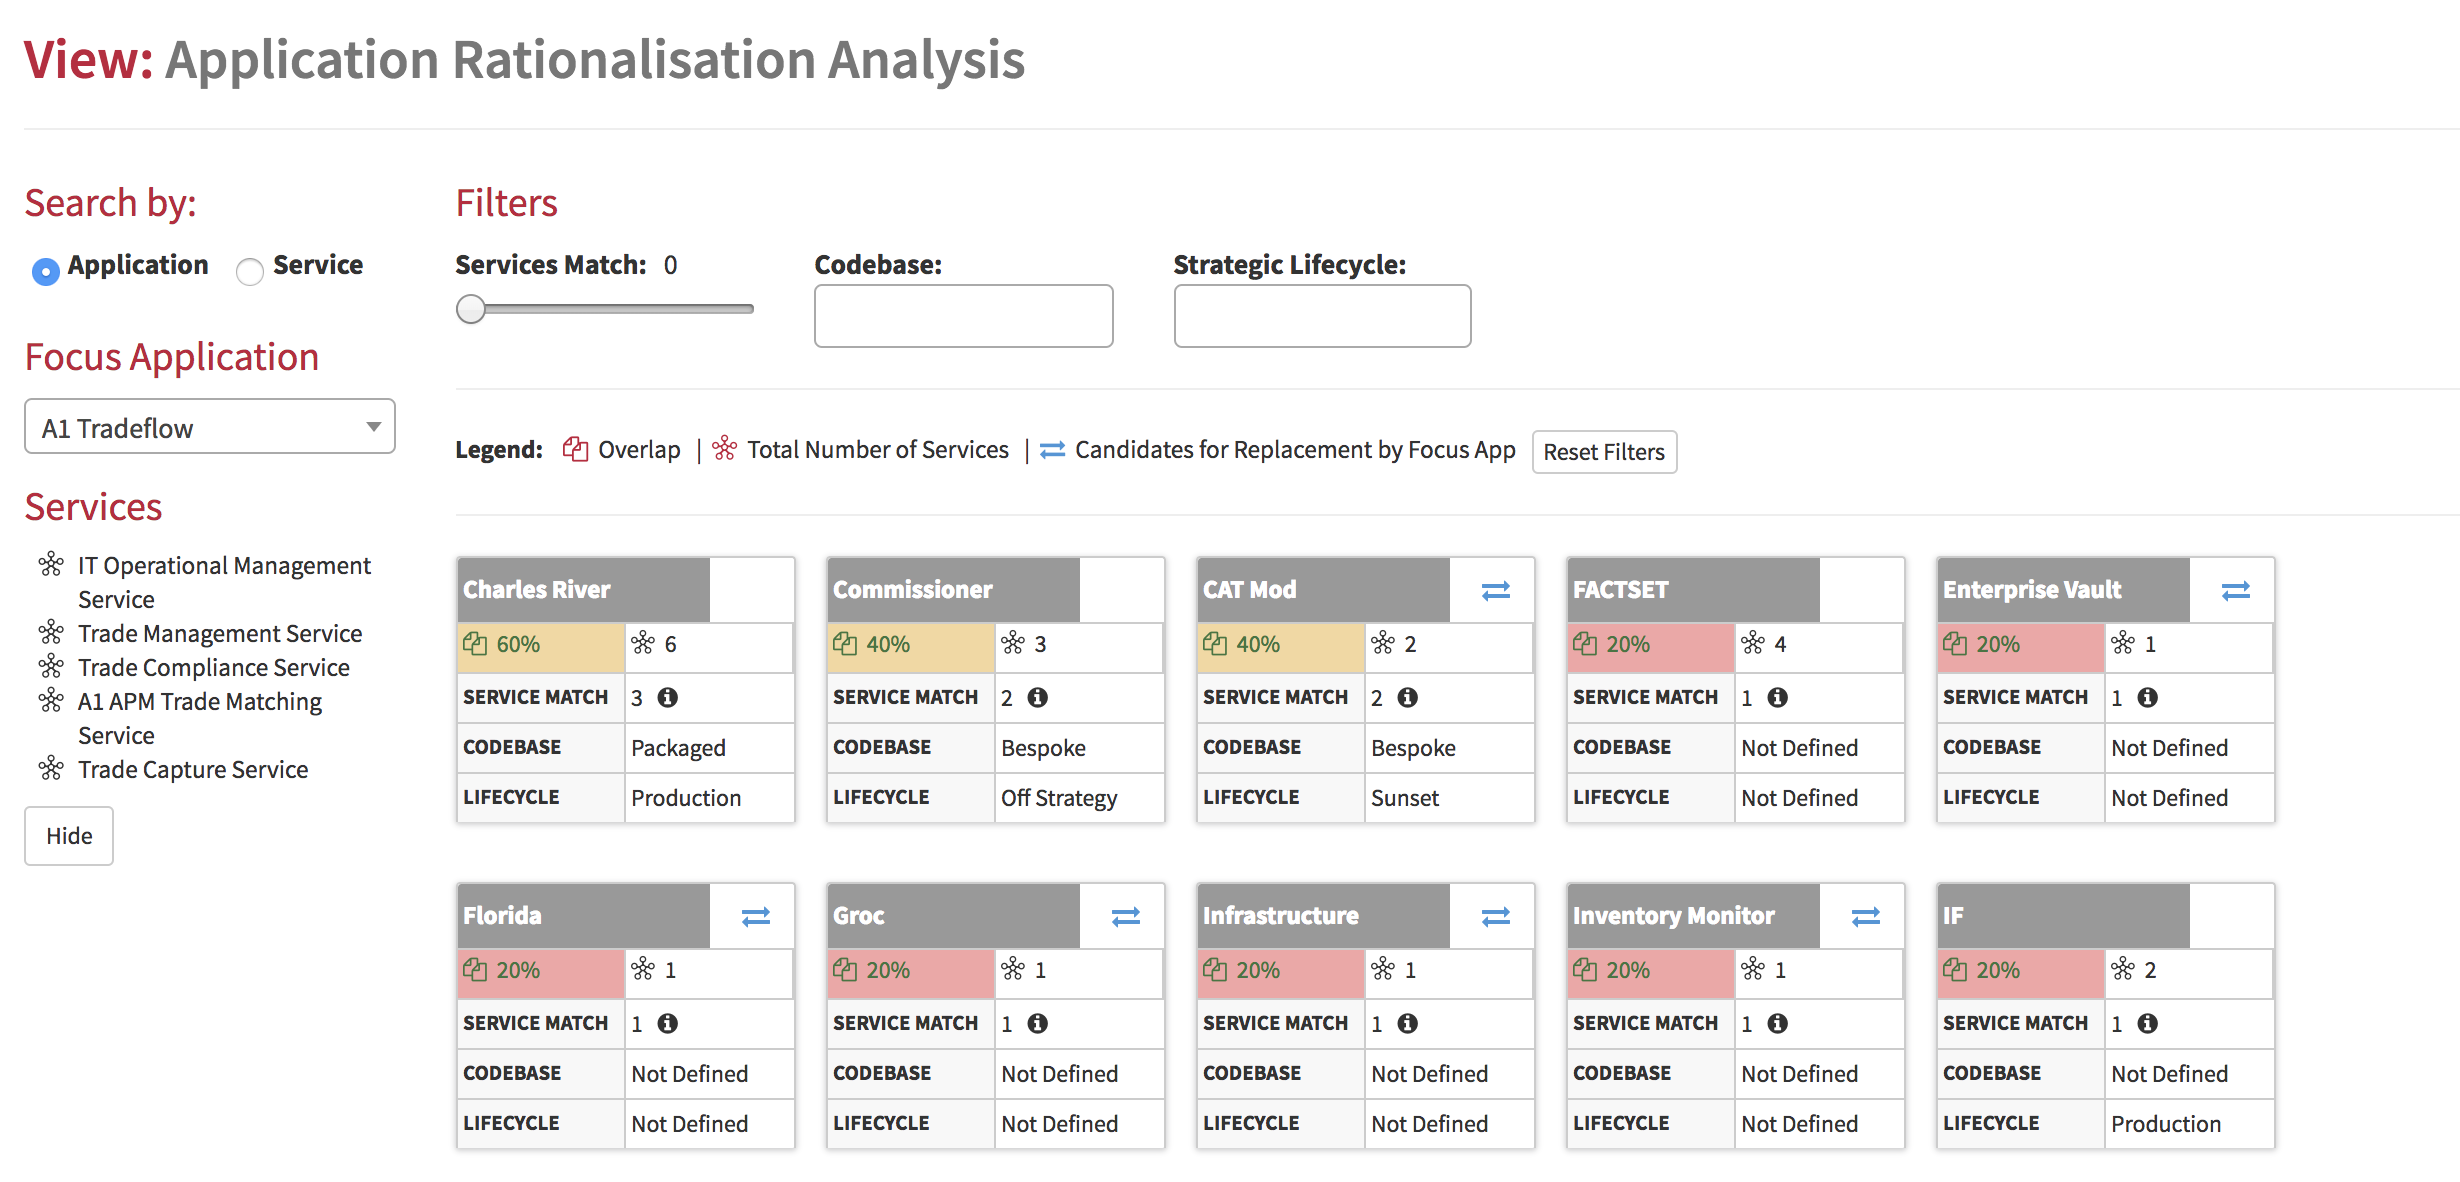 View: Application Rationalisation Analysis
Search by:
Application Service
Focus Application
A1 Tradeflow
Services
IT Operational Management
Service
Trade Management Service
Trade Compliance Service
A1 APM Trade Matching
Service
Trade Capture Service
Hide
Filters
Services Match: 0 Codebase: Strategic Lifecycle:
Legend: Overlap | Total Number of Services | Candidates for Replacement by Focus App Reset Filters
Charles River
60% 6
SERVICE MATCH 3
CODEBASE Packaged
LIFECYCLE Production
Commissioner
40% 3
SERVICE MATCH 2
CODEBASE Bespoke
LIFECYCLE Off Strategy
CAT Mod
40% 2
SERVICE MATCH 2
CODEBASE Bespoke
LIFECYCLE Sunset
FACTSET
20% 4
SERVICE MATCH 1
CODEBASE Not Defined
LIFECYCLE Not Defined
Enterprise Vault
20% 1
SERVICE MATCH 1
CODEBASE Not Defined
LIFECYCLE Not Defined
Florida
20% 1
SERVICE MATCH 1
CODEBASE Not Defined
LIFECYCLE Not Defined
Groc
20% 1
SERVICE MATCH 1
CODEBASE Not Defined
LIFECYCLE Not Defined
Infrastructure
20% 1
SERVICE MATCH 1
CODEBASE Not Defined
LIFECYCLE Not Defined
Inventory Monitor
20% 1
SERVICE MATCH 1
CODEBASE Not Defined
LIFECYCLE Not Defined
IF
20% 2
SERVICE MATCH 1
CODEBASE Not Defined
LIFECYCLE Production